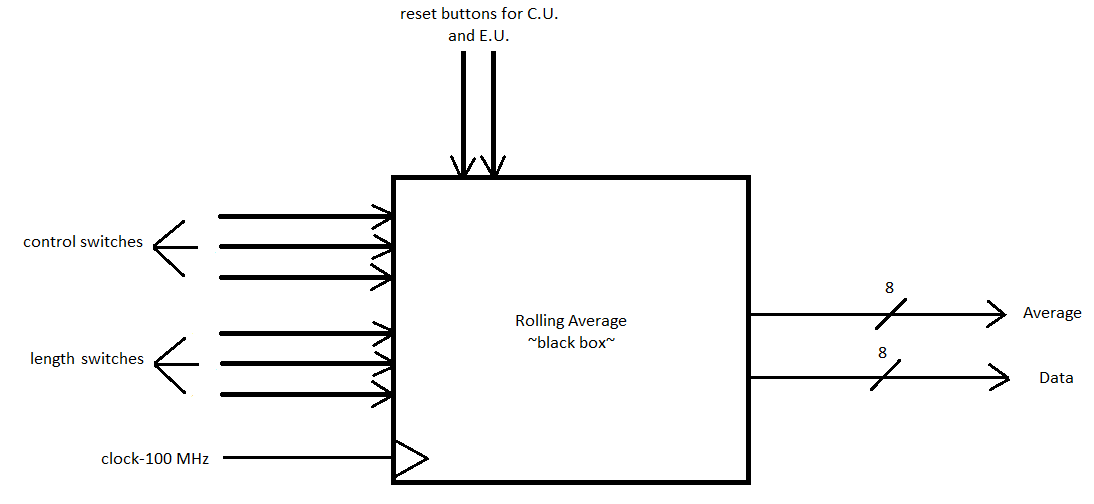 reset buttons for C.U.
and E.U.
control switches
length switches
clock-100 MHz
Rolling Average
~black box~
8
Average
8
Data